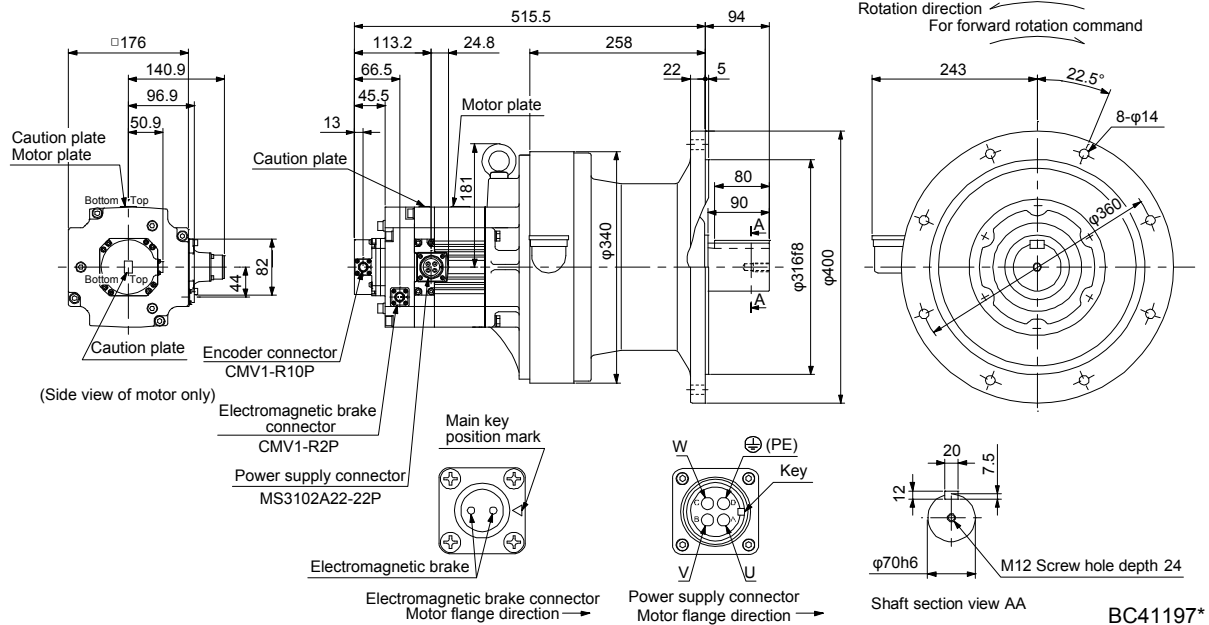 Rotation direction
For forward rotation command
515.5
94
□176
113.2
24.8
258
140.9
66.5
22
5
243
22.5°
96.9
45.5
Motor plate
50.9
13
8-φ14
Caution plate
Motor plate
Caution plate
181
80
90
Bottom
Top
A
φ340
φ316f8
φ400
φ360
82
44
Bottom
Top
A
Caution plate
Encoder connector
CMV1-R10P
(Side view of motor only)
Electromagnetic brake
connector
CMV1-R2P
Main key
position mark
W
(PE)
Key
20
7.5
Power supply connector
MS3102A22-22P
12
C
D
B
A
Electromagnetic brake
V
U
φ70h6
M12 Screw hole depth 24
Electromagnetic brake connector
Motor flange direction
Power supply connector
Motor flange direction
Shaft section view AA
BC41197*